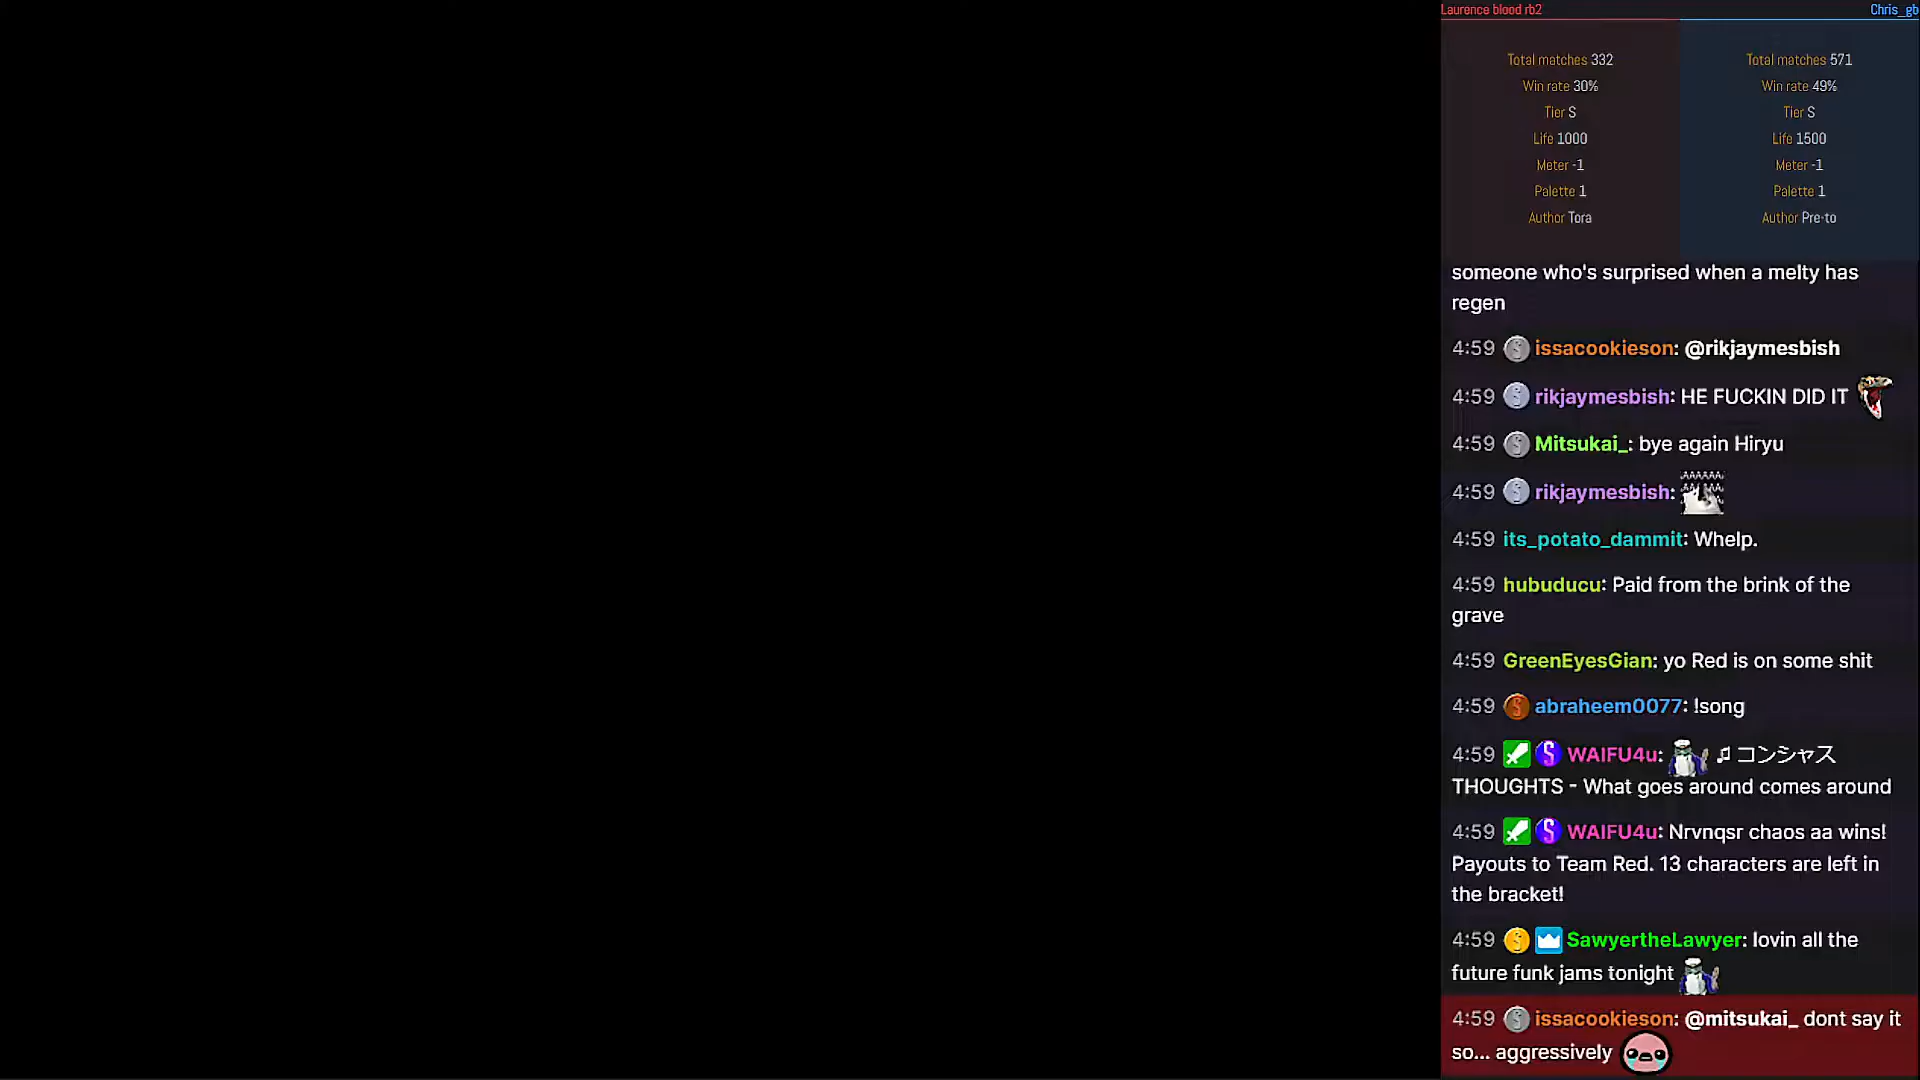 Laurence blood rb2
Chris_gb
Total matches 332
Win rate 30%
Tier S
Life 1000
Meter -1
Palette 1
Author Tora
Total matches 571
Win rate 49%
Tier S
Life 1500
Meter -1
Palette 1
Author Pre-to
someone who's surprised when a melty has
regen
4:59 issacookieson: @rikjaymesbish
4:59 rikjaymesbish: HE FUCKIN DID IT
4:59 Mitsukai_: bye again Hiryu
4:59 rikjaymesbish:
4:59 its_potato_dammit: Whelp.
4:59 hubuducu: Paid from the brink of the
grave
4:59 GreenEyesGian: yo Red is on some shit
4:59 abraheem0077: !song
4:59 WAIFU4u: ♫ コンシャス
THOUGHTS - What goes around comes around
4:59 WAIFU4u: Nrvnqsr chaos aa wins!
Payouts to Team Red. 13 characters are left in
the bracket!
4:59 SawyertheLawyer: lovin all the
future funk jams tonight
4:59 issacookieson: @mitsukai_ dont say it
so... aggressively